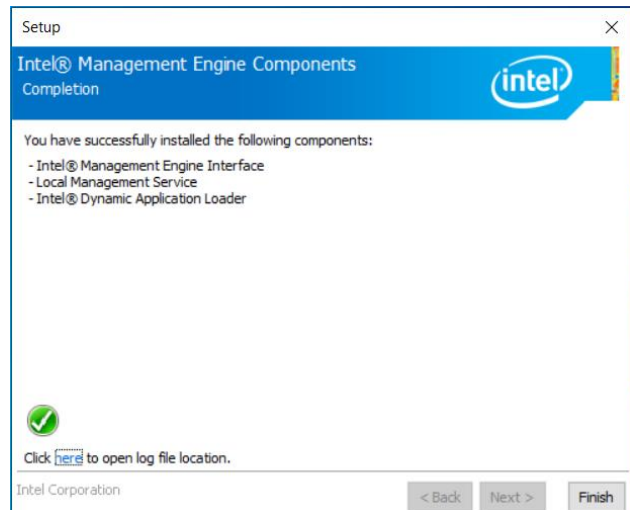 Setup
Intel® Management Engine Components
Completion
intel
You have successfully installed the following components:
- Intel® Management Engine Interface
- Local Management Service
- Intel® Dynamic Application Loader
Click here to open log file location.
Intel Corporation
< Back Next > Finish